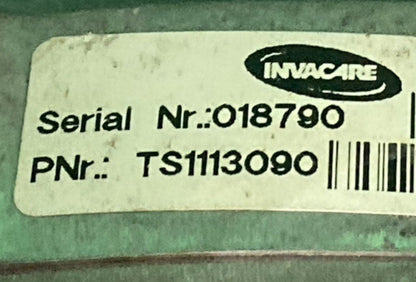 INVACARE
Serial Nr.:018790
PNr.: TS1113090